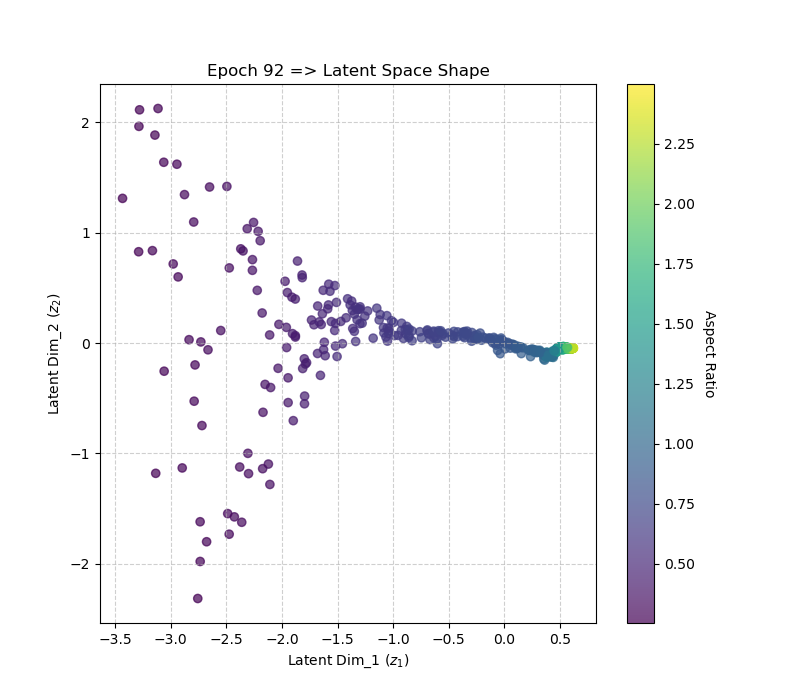 Epoch 92 => Latent Space Shape
2
1
0
−1
−2
Latent Dim_2 (z₂)
−3.5 −3.0 −2.5 −2.0 −1.5 −1.0 −0.5 0.0 0.5
Latent Dim_1 (z₁)
2.25
2.00
1.75
1.50
1.25
1.00
0.75
0.50
Aspect Ratio